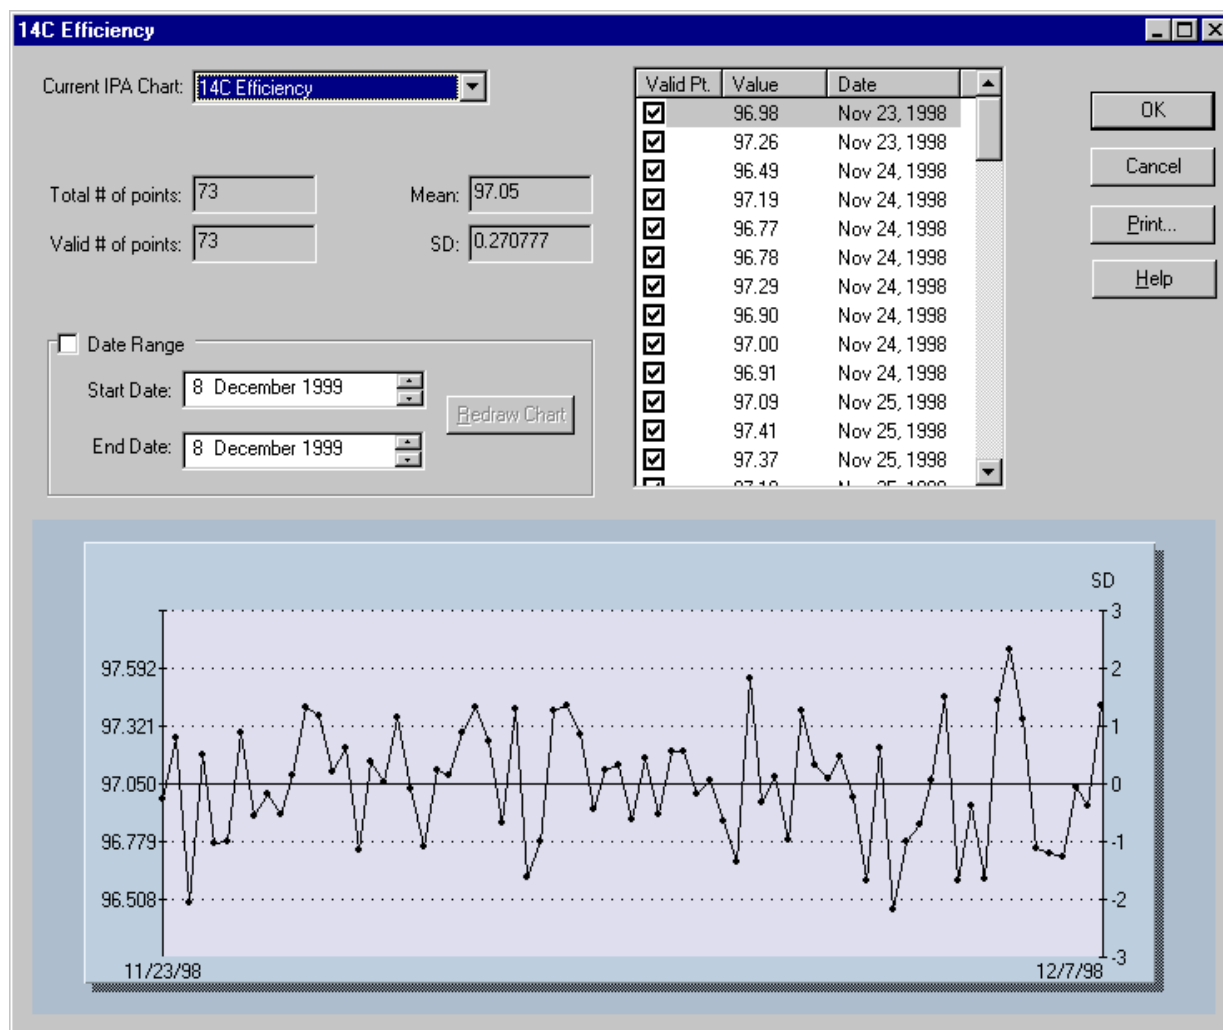 14C Efficiency
Current IPA Chart: 14C Efficiency
Total # of points: 73
Mean: 97.05
Valid # of points: 73
SD: 0.270777
Date Range
Start Date: 8 December 1999
End Date: 8 December 1999
Redraw Chart
Valid Pt. Value Date
96.98 Nov 23, 1998
97.26 Nov 23, 1998
96.49 Nov 24, 1998
97.19 Nov 24, 1998
96.77 Nov 24, 1998
96.78 Nov 24, 1998
97.29 Nov 24, 1998
96.90 Nov 24, 1998
97.00 Nov 24, 1998
96.91 Nov 24, 1998
97.09 Nov 25, 1998
97.41 Nov 25, 1998
97.37 Nov 25, 1998
OK
Cancel
Print...
Help
SD
97.592
97.321
97.050
96.779
96.508
3
2
1
0
-1
-2
-3
11/23/98
12/7/98